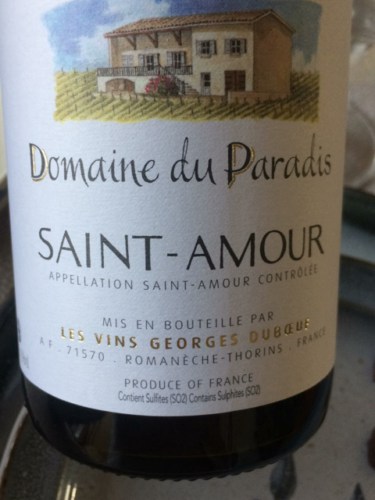 Domaine du Paradis
SAINT-AMOUR
APPELLATION SAINT-AMOUR CONTRÔLÉE
MIS EN BOUTEILLE PAR
LES VINS GEORGES DUBŒUF
A F - 71570 - ROMANÈCHE-THORINS - FRANCE
PRODUCE OF FRANCE
Contient Sulfites (SO2) Contains Sulphites (SO2)